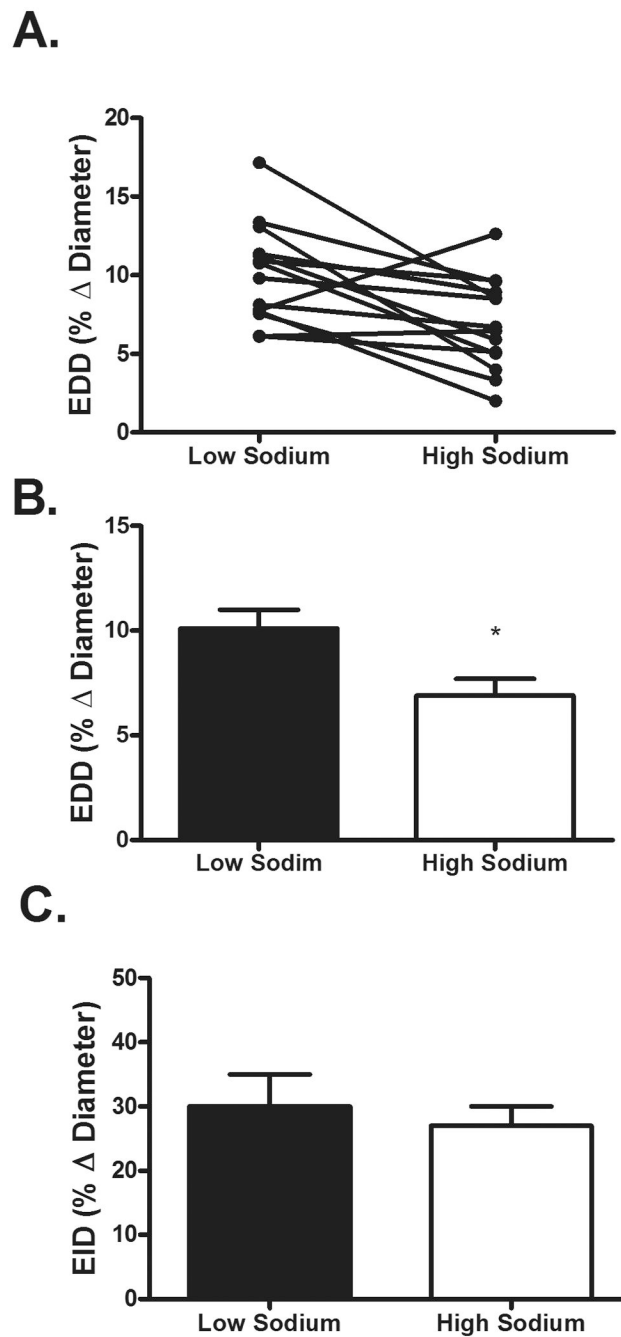 A.
EDD (% Δ Diameter)
20
15
10
5
0
Low Sodium High Sodium
B.
EDD (% Δ Diameter)
15
10
5
0
*
Low Sodim High Sodium
C.
EID (% Δ Diameter)
50
40
30
20
10
0
Low Sodium High Sodium